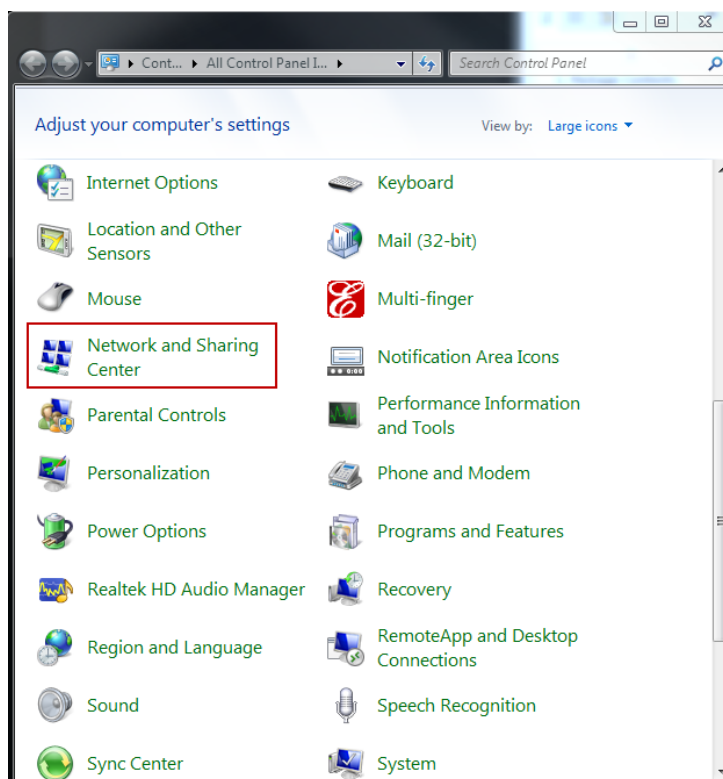 Cont... All Control Panel I... Search Control Panel
Adjust your computer's settings View by: Large icons
Internet Options Keyboard
Location and Other
Sensors
Mail (32-bit)
Mouse Multi-finger
Network and Sharing
Center
Notification Area Icons
Parental Controls
Performance Information
and Tools
Personalization Phone and Modem
Power Options Programs and Features
Realtek HD Audio Manager Recovery
Region and Language
RemoteApp and Desktop
Connections
Sound Speech Recognition
Sync Center System